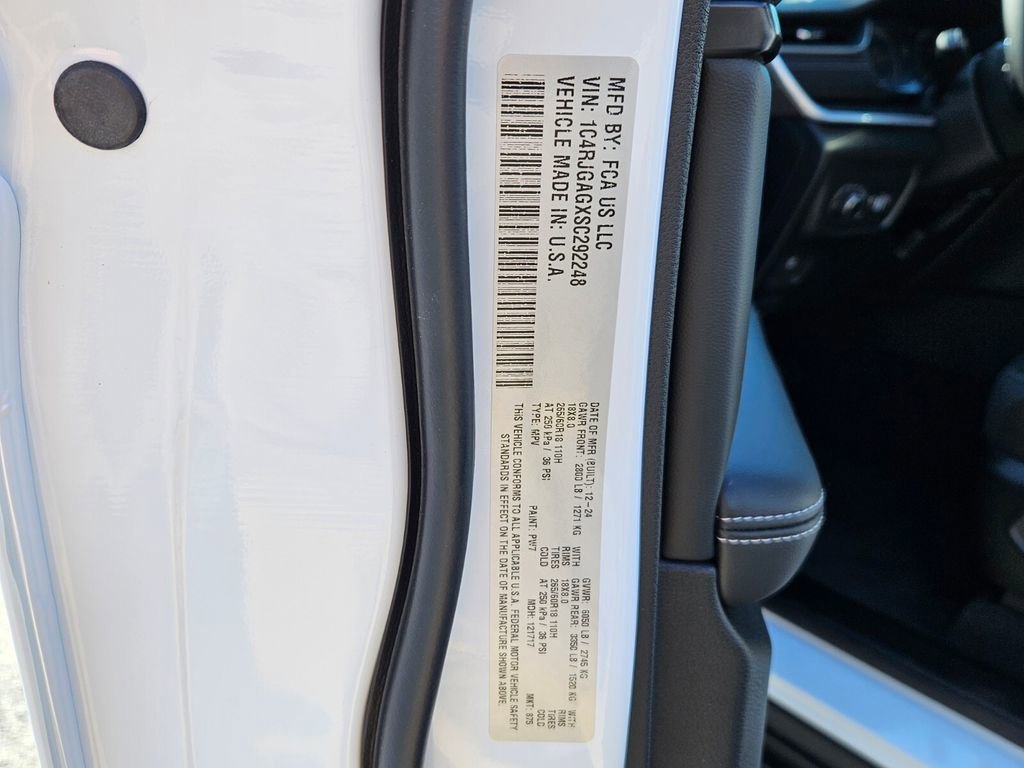 MFD BY: FCA US LLC
VIN: 1C4RJGAGXSC292248
VEHICLE MADE IN: U.S.A.
DATE OF MFR (BUILT): 12-24 GVWR: 6050 LB / 2745 KG
GAWR FRONT: 2800 LB / 1271 KG WITH GAWR REAR: 3350 LB / 1520 KG WITH
18X8.0 RIMS 18X8.0 RIMS
265/60R18 110H TIRES 265/60R18 110H TIRES
AT 250 kPa / 36 PSI COLD AT 250 kPa / 36 PSI COLD
TYPE: MPV PAINT: PW7 MDH: 121717 MKT: 875
THIS VEHICLE CONFORMS TO ALL APPLICABLE U.S.A. FEDERAL MOTOR VEHICLE SAFETY
STANDARDS IN EFFECT ON THE DATE OF MANUFACTURE SHOWN ABOVE.